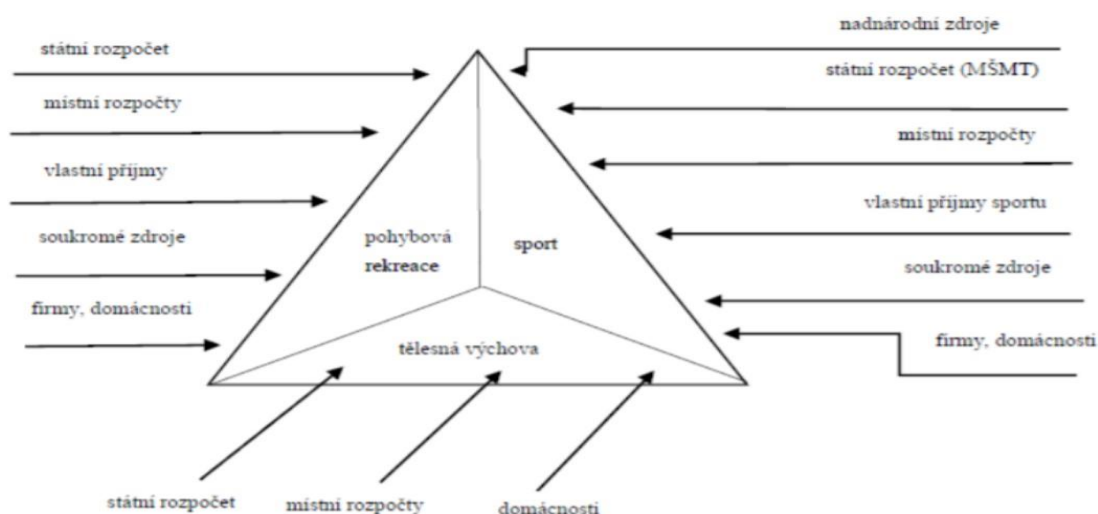 státní rozpočet
místní rozpočty
vlastní příjmy
soukromé zdroje
firmy, domácnosti
nadnárodní zdroje
státní rozpočet (MŠMT)
místní rozpočty
vlastní příjmy sportu
soukromé zdroje
firmy, domácnosti
pohybová
rekreace
sport
tělesná výchova
státní rozpočet
místní rozpočty
domácnosti